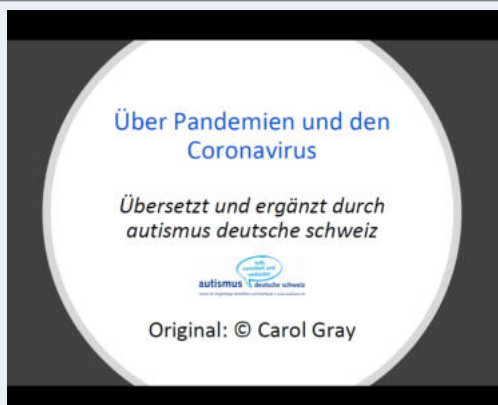 Über Pandemien und den
Coronavirus
Übersetzt und ergänzt durch
autismus deutsche schweiz
autismus deutsche schweiz
Original: © Carol Gray